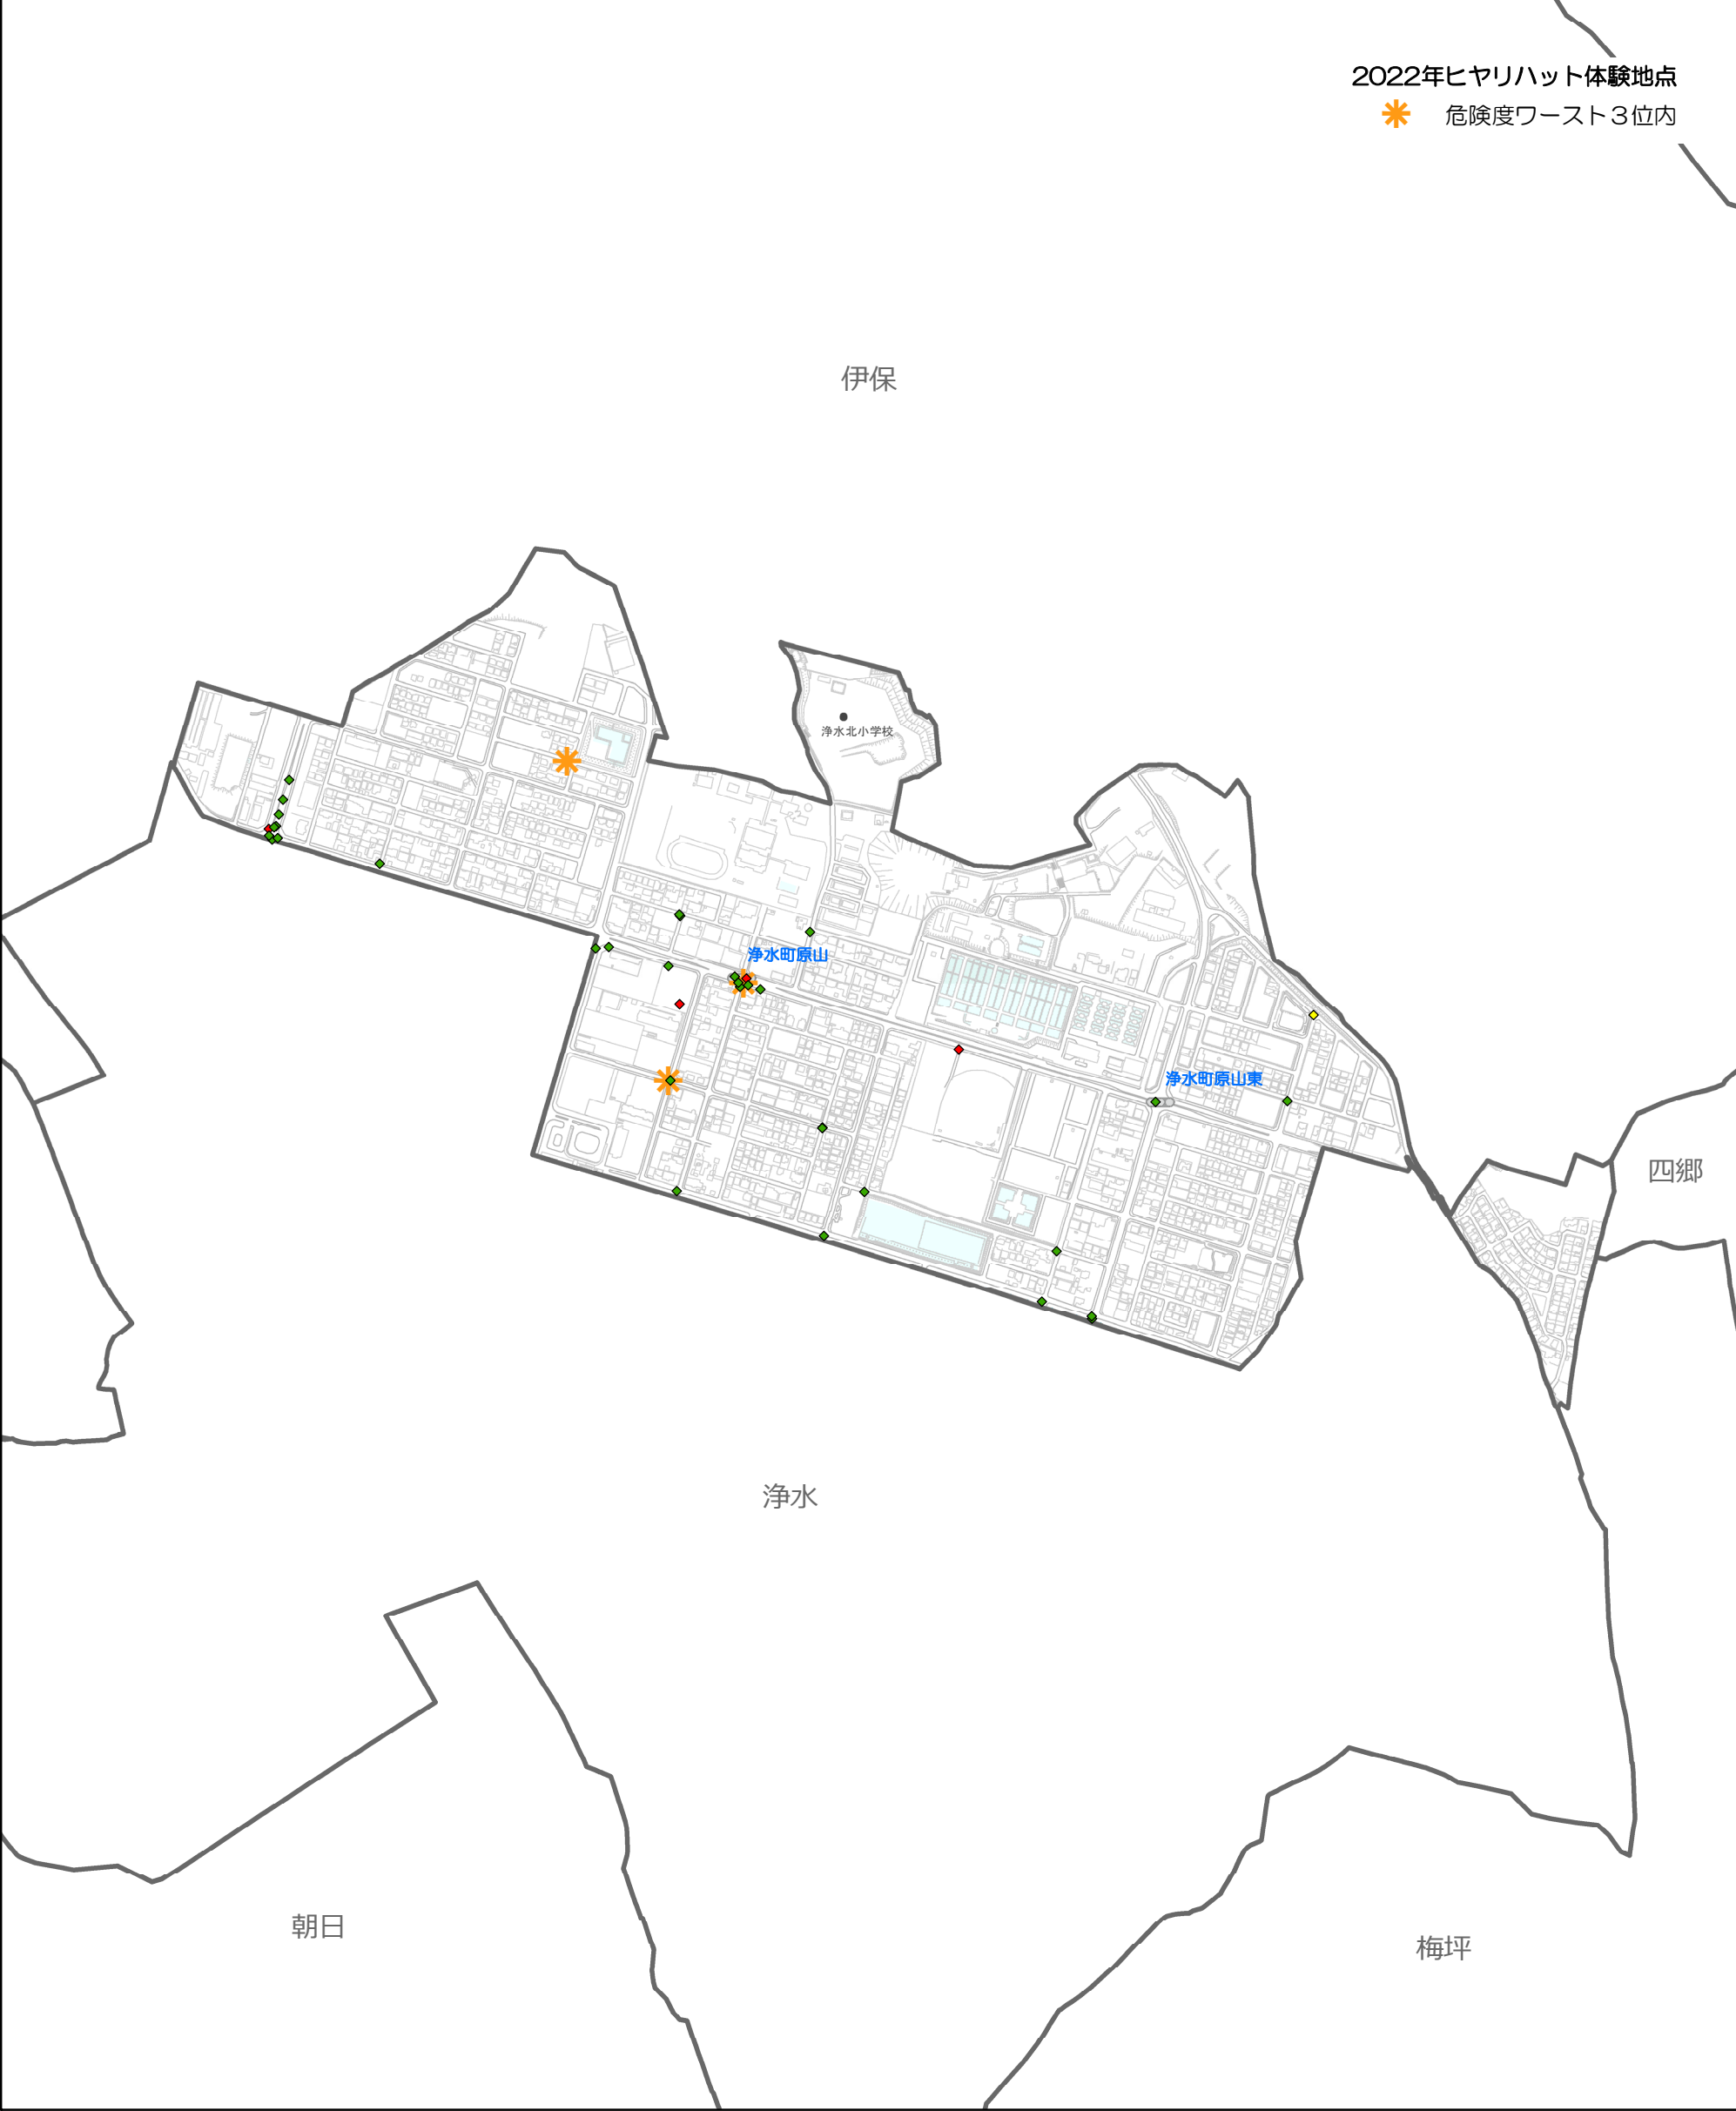 2022年ヒヤリハット体験地点
危険度ワースト3位内
伊保
浄水北小学校
浄水町原山
浄水町原山東
四郷
浄水
朝日
梅坪